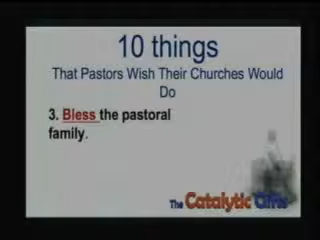 10 things
That Pastors Wish Their Churches Would
Do
3. Bless the pastoral
family.
The Catalytic Gifts